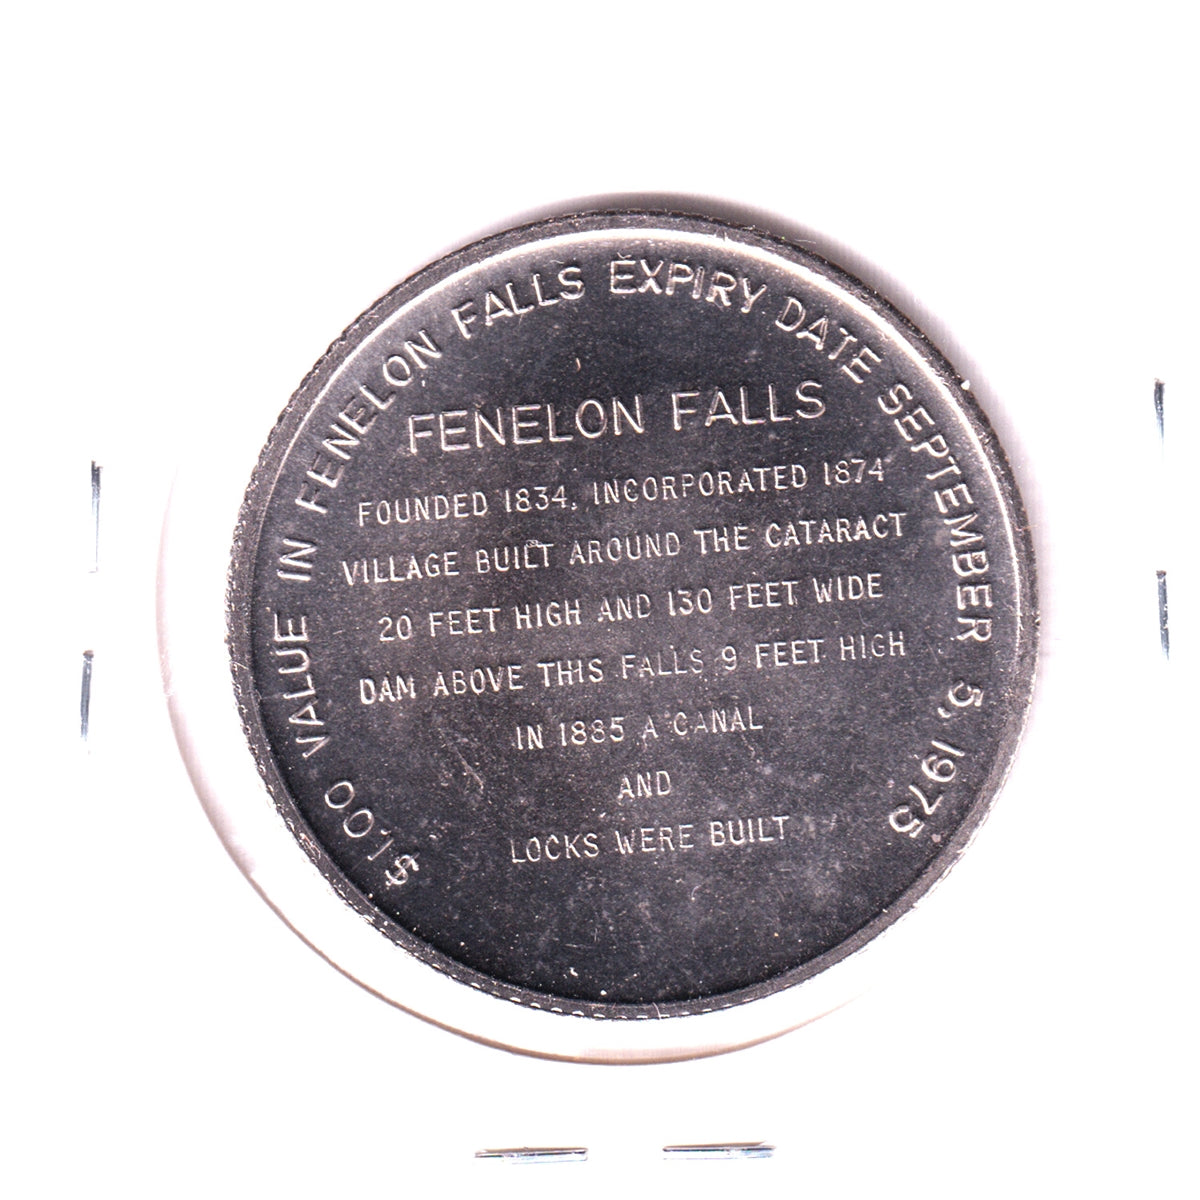 $1.00 VALUE IN FENELON FALLS EXPIRY DATE SEPTEMBER 5, 1975
FENELON FALLS
FOUNDED 1834, INCORPORATED 1874
VILLAGE BUILT AROUND THE CATARACT
20 FEET HIGH AND 130 FEET WIDE
DAM ABOVE THIS FALLS 9 FEET HIGH
IN 1885 A CANAL
AND
LOCKS WERE BUILT